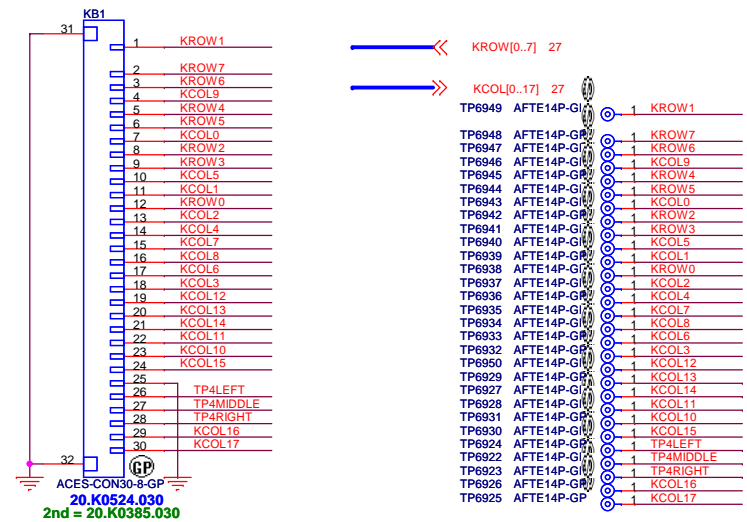 KB1
31
1 KROW1
2 KROW7
3 KROW6
4 KCOL9
5 KROW4
6 KROW5
7 KCOL0
8 KROW2
9 KROW3
10 KCOL5
11 KCOL1
12 KROW0
13 KCOL2
14 KCOL4
15 KCOL7
16 KCOL8
17 KCOL6
18 KCOL3
19 KCOL12
20 KCOL13
21 KCOL14
22 KCOL11
23 KCOL10
24 KCOL15
25
26 TP4LEFT
27 TP4MIDDLE
28 TP4RIGHT
29 KCOL16
30 KCOL17
32
GP
ACES-CON30-8-GP
20.K0524.030
2nd = 20.K0385.030
KROW[0..7] 27
KCOL[0..17] 27
TP6949 AFTE14P-GP 1 KROW1
TP6948 AFTE14P-GP 1 KROW7
TP6947 AFTE14P-GP 1 KROW6
TP6946 AFTE14P-GP 1 KCOL9
TP6945 AFTE14P-GP 1 KROW4
TP6944 AFTE14P-GP 1 KROW5
TP6943 AFTE14P-GP 1 KCOL0
TP6942 AFTE14P-GP 1 KROW2
TP6941 AFTE14P-GP 1 KROW3
TP6940 AFTE14P-GP 1 KCOL5
TP6939 AFTE14P-GP 1 KCOL1
TP6938 AFTE14P-GP 1 KROW0
TP6937 AFTE14P-GP 1 KCOL2
TP6936 AFTE14P-GP 1 KCOL4
TP6935 AFTE14P-GP 1 KCOL7
TP6934 AFTE14P-GP 1 KCOL8
TP6933 AFTE14P-GP 1 KCOL6
TP6932 AFTE14P-GP 1 KCOL3
TP6950 AFTE14P-GP 1 KCOL12
TP6929 AFTE14P-GP 1 KCOL13
TP6927 AFTE14P-GP 1 KCOL14
TP6928 AFTE14P-GP 1 KCOL11
TP6931 AFTE14P-GP 1 KCOL10
TP6930 AFTE14P-GP 1 KCOL15
TP6924 AFTE14P-GP 1 TP4LEFT
TP6922 AFTE14P-GP 1 TP4MIDDLE
TP6923 AFTE14P-GP 1 TP4RIGHT
TP6926 AFTE14P-GP 1 KCOL16
TP6925 AFTE14P-GP 1 KCOL17